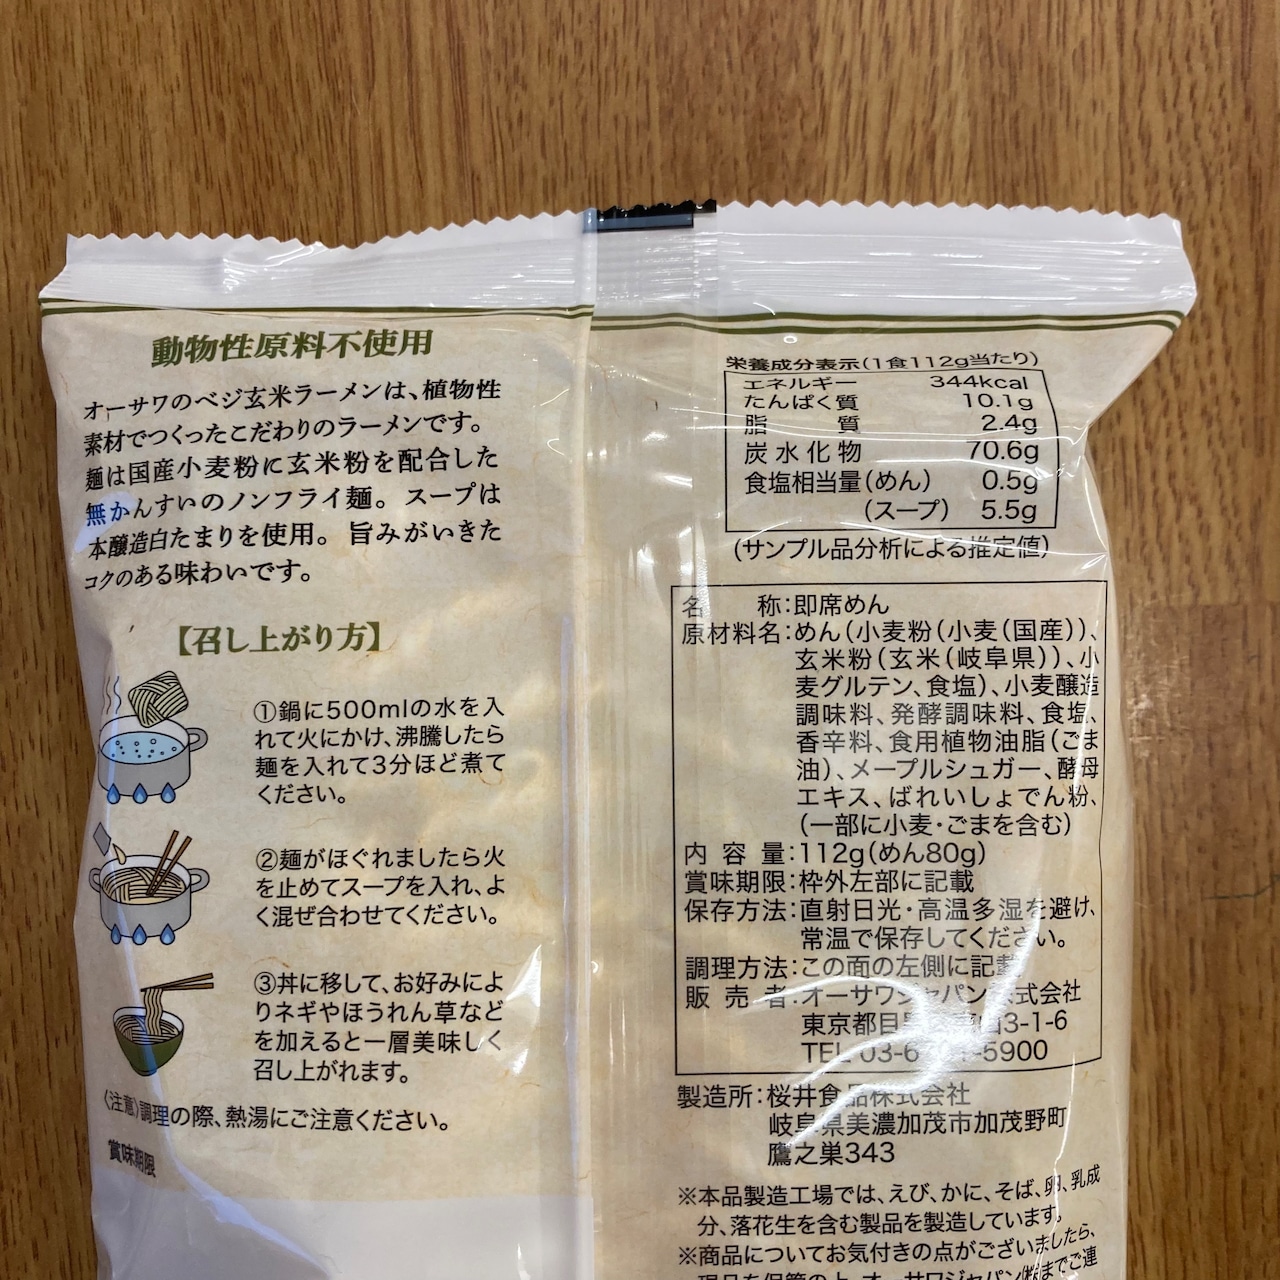 動物性原料不使用
オーサワのベジ玄米ラーメンは、植物性
素材でつくったこだわりのラーメンです。
麺は国産小麦粉に玄米粉を配合した
無かんすいのノンフライ麺。スープは
本醸造白たまりを使用。旨みがいきた
コクのある味わいです。
【召し上がり方】
①鍋に500mlの水を入
れて火にかけ、沸騰したら
麺を入れて3分ほど煮て
ください。
②麺がほぐれましたら火
を止めてスープを入れ、よ
く混ぜ合わせてください。
③丼に移して、お好みによ
りネギやほうれん草など
を加えると一層美味しく
召し上がれます。
〈注意〉調理の際、熱湯にご注意ください。
賞味期限
栄養成分表示(1食112g当たり)
エネルギー 344kcal
たんぱく質 10.1g
脂質 2.4g
炭水化物 70.6g
食塩相当量(めん) 0.5g
(スープ) 5.5g
(サンプル品分析による推定値)
名称:即席めん
原材料名:めん(小麦粉(小麦(国産))、
玄米粉(玄米(岐阜県))、小
麦グルテン、食塩)、小麦醸造
調味料、発酵調味料、食塩、
香辛料、食用植物油脂(ごま
油)、メープルシュガー、酵母
エキス、ばれいしょでん粉、
(一部に小麦・ごまを含む)
内容量:112g(めん80g)
賞味期限:枠外左部に記載
保存方法:直射日光・高温多湿を避け、
常温で保存してください。
調理方法:この面の左側に記載
販売者:オーサワジャパン株式会社
東京都目 山3-1-6
TEL 03-6 -5900
製造所:桜井食品株式会社
岐阜県美濃加茂市加茂野町
鷹之巣343
※本品製造工場では、えび、かに、そば、卵、乳成
分、落花生を含む製品を製造しています。
※商品についてお気付きの点がございましたら、
現品を保管の上、オーサワジャパン㈱までご連